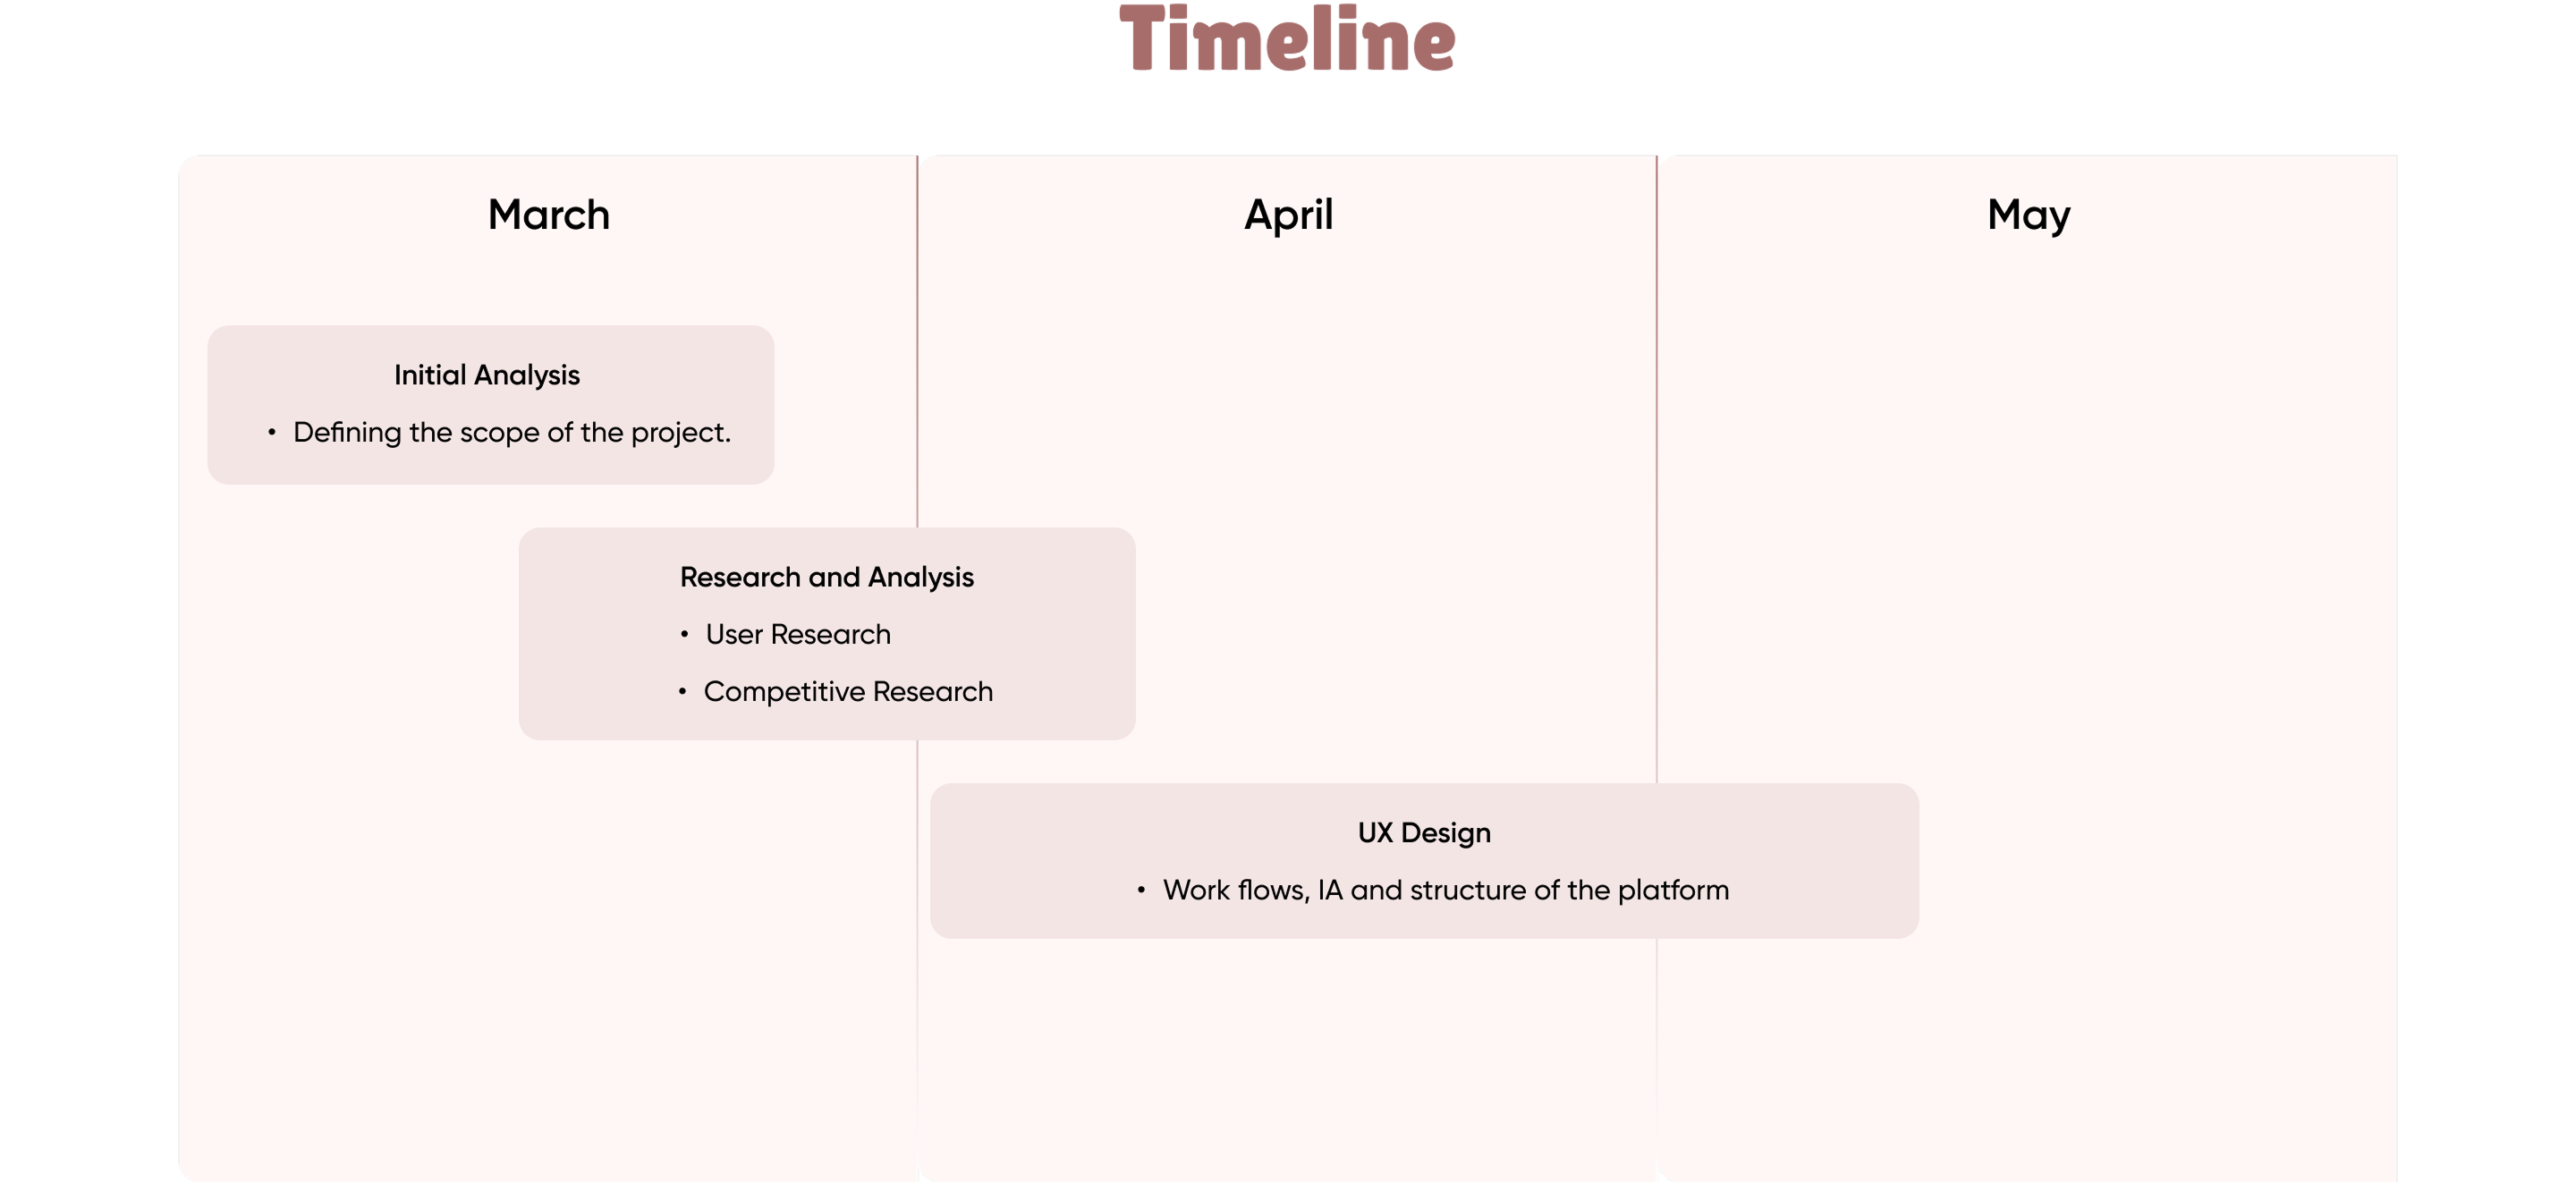 Timeline
March
April
May
Initial Analysis
• Defining the scope of the project.
Research and Analysis
• User Research
• Competitive Research
UX Design
• Work flows, IA and structure of the platform